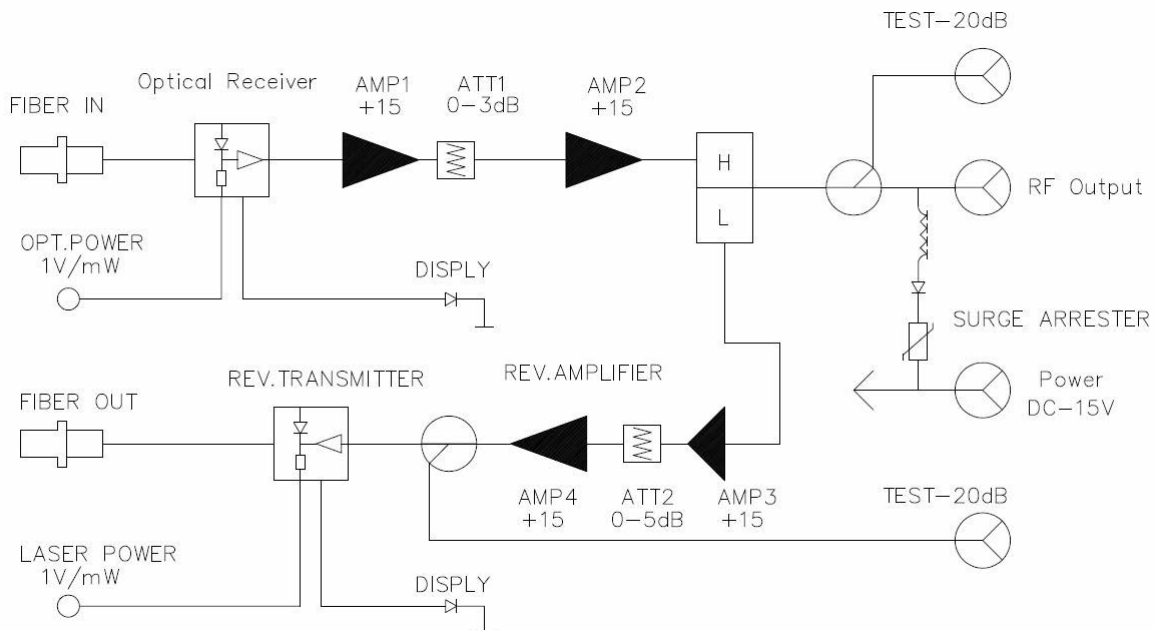 TEST-20dB
Optical Receiver
AMP1
+15
ATT1
0-3dB
AMP2
+15
FIBER IN
H
L
RF Output
OPT.POWER
1V/mW
DISPLY
SURGE ARRESTER
Power
DC-15V
REV.TRANSMITTER
REV.AMPLIFIER
FIBER OUT
AMP4
+15
ATT2
0-5dB
AMP3
+15
TEST-20dB
LASER POWER
1V/mW
DISPLY